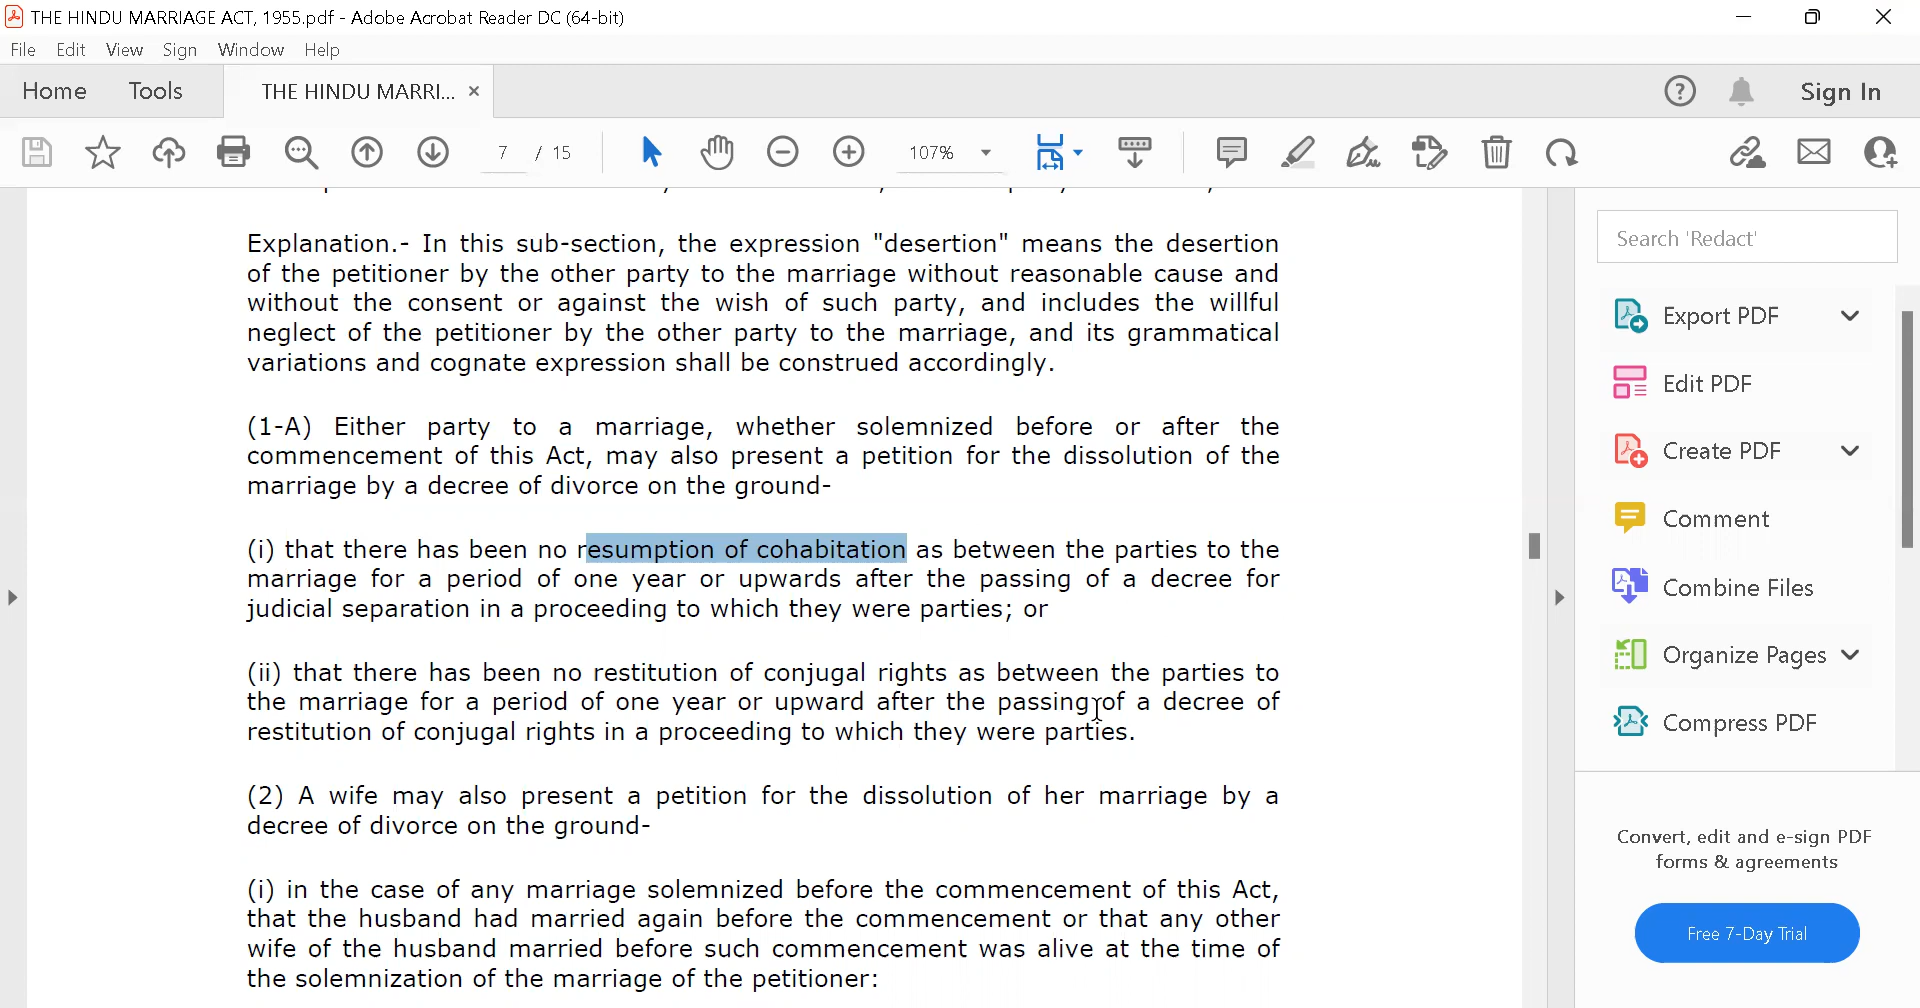 THE HINDU MARRIAGE ACT, 1955.pdf - Adobe Acrobat Reader DC (64-bit)
File Edit View Sign Window Help
Home Tools THE HINDU MARRI... × Sign In
7 / 15 107%
Explanation.- In this sub-section, the expression "desertion" means the desertion
of the petitioner by the other party to the marriage without reasonable cause and
without the consent or against the wish of such party, and includes the willful
neglect of the petitioner by the other party to the marriage, and its grammatical
variations and cognate expression shall be construed accordingly.
(1-A) Either party to a marriage, whether solemnized before or after the
commencement of this Act, may also present a petition for the dissolution of the
marriage by a decree of divorce on the ground-
(i) that there has been no resumption of cohabitation as between the parties to the
marriage for a period of one year or upwards after the passing of a decree for
judicial separation in a proceeding to which they were parties; or
(ii) that there has been no restitution of conjugal rights as between the parties to
the marriage for a period of one year or upward after the passing of a decree of
restitution of conjugal rights in a proceeding to which they were parties.
(2) A wife may also present a petition for the dissolution of her marriage by a
decree of divorce on the ground-
(i) in the case of any marriage solemnized before the commencement of this Act,
that the husband had married again before the commencement or that any other
wife of the husband married before such commencement was alive at the time of
the solemnization of the marriage of the petitioner:
Search 'Redact'
Export PDF
Edit PDF
Create PDF
Comment
Combine Files
Organize Pages
Compress PDF
Convert, edit and e-sign PDF
forms & agreements
Free 7-Day Trial